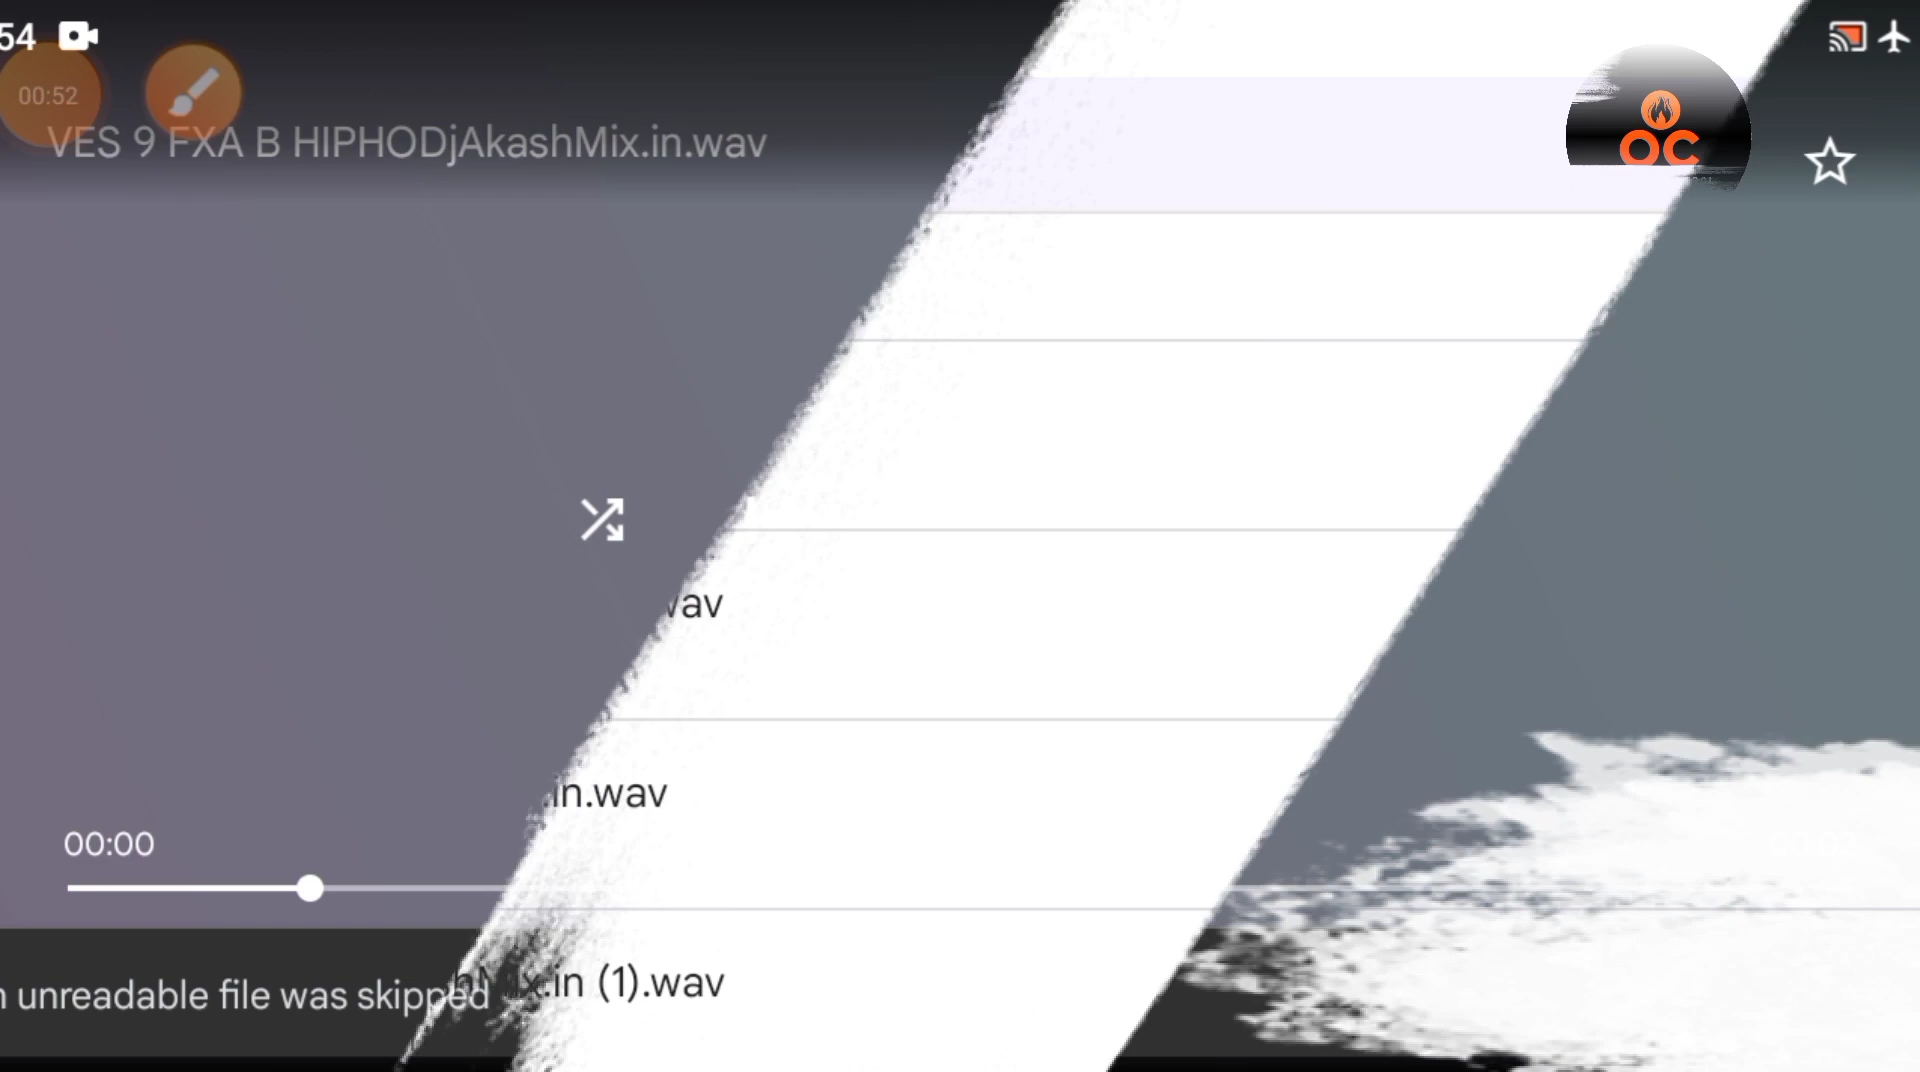 54
00:52
VES 9 FXA B HIPHODjAkashMix.in.wav
OC
.in.wav
00:00
unreadable file was skipped
.in (1).wav